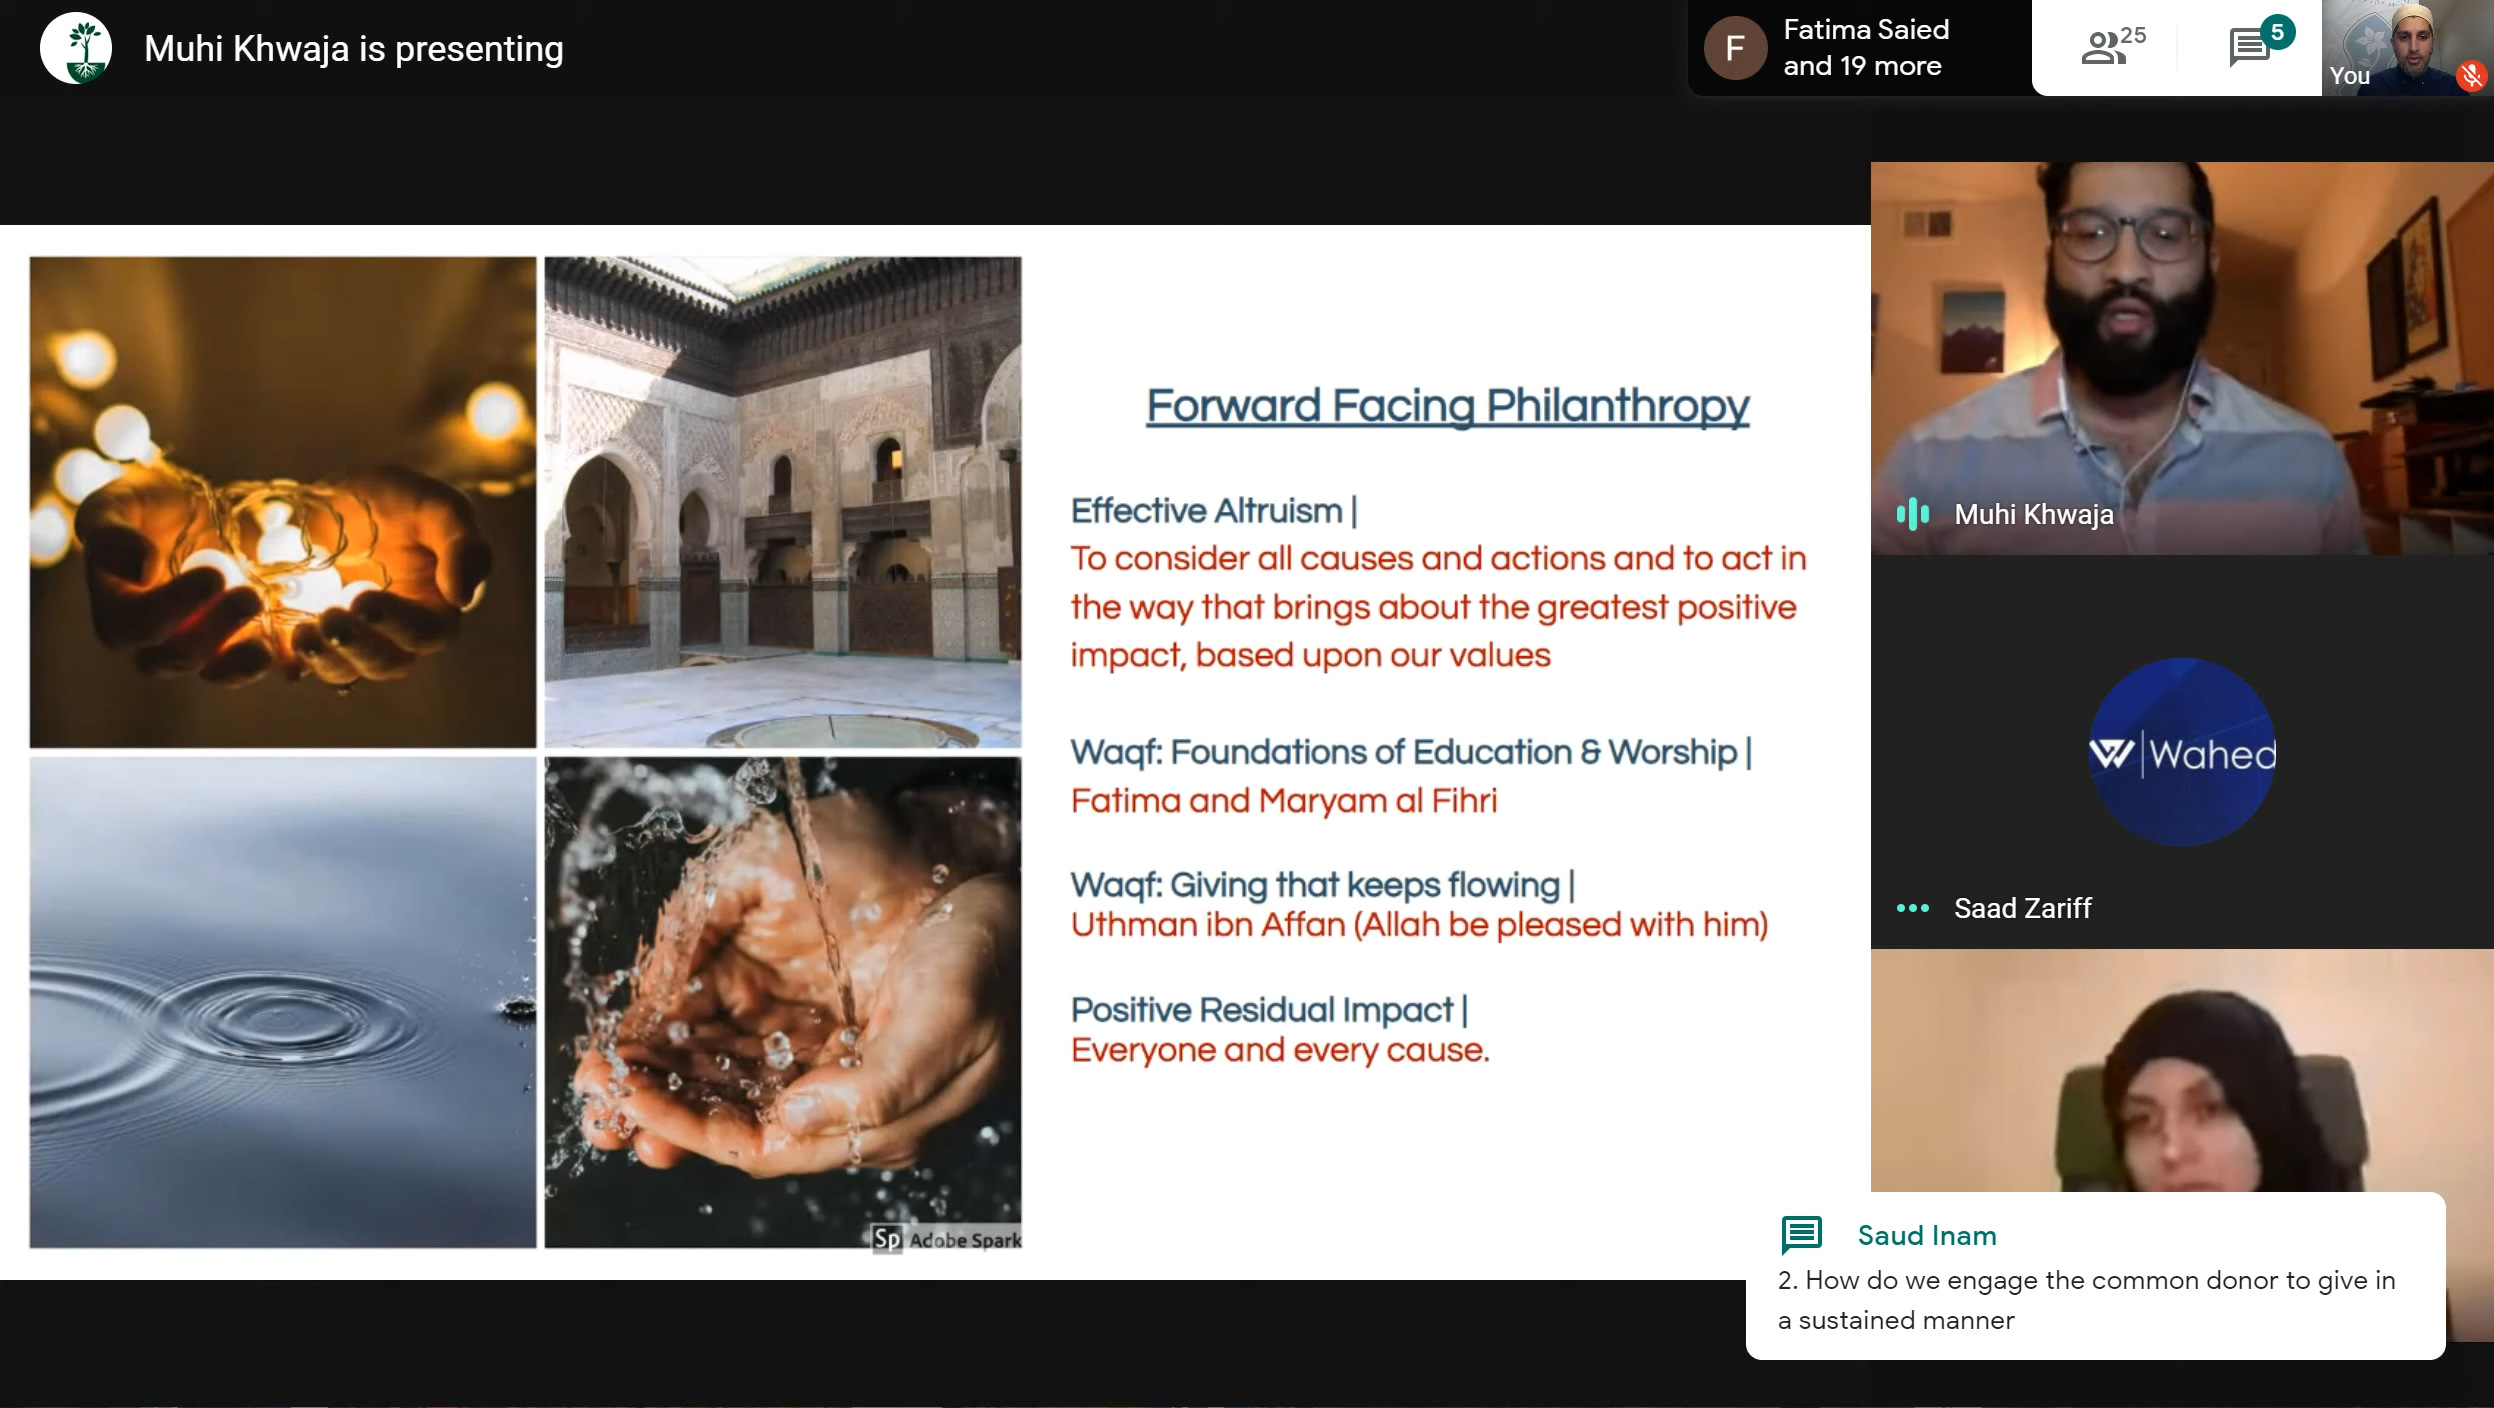 Muhi Khwaja is presenting
F
Fatima Saied
and 19 more
25
5
You
Forward Facing Philanthropy
Effective Altruism |
To consider all causes and actions and to act in
the way that brings about the greatest positive
impact, based upon our values
Waqf: Foundations of Education & Worship |
Fatima and Maryam al Fihri
Waqf: Giving that keeps flowing |
Uthman ibn Affan (Allah be pleased with him)
Positive Residual Impact |
Everyone and every cause.
Sp Adobe Spark
Muhi Khwaja
W Wahed
Saad Zariff
Saud Inam
2. How do we engage the common donor to give in
a sustained manner